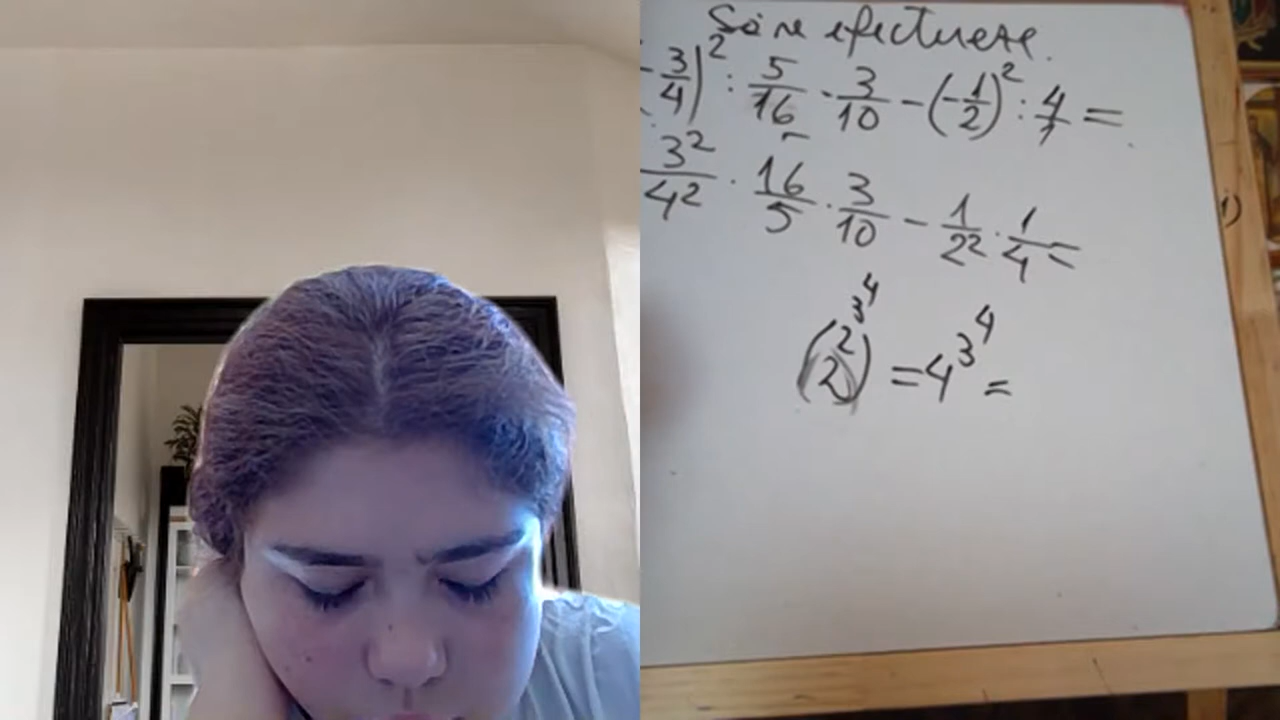 Să se efectueze.
-3/4)² : 5/16 · 3/10 - (-1/2)² : 4/1 =
3²/4² · 16/5 · 3/10 - 1/2² · 1/4 =
(2^2)^3^4 = 4^3^4 =
1)